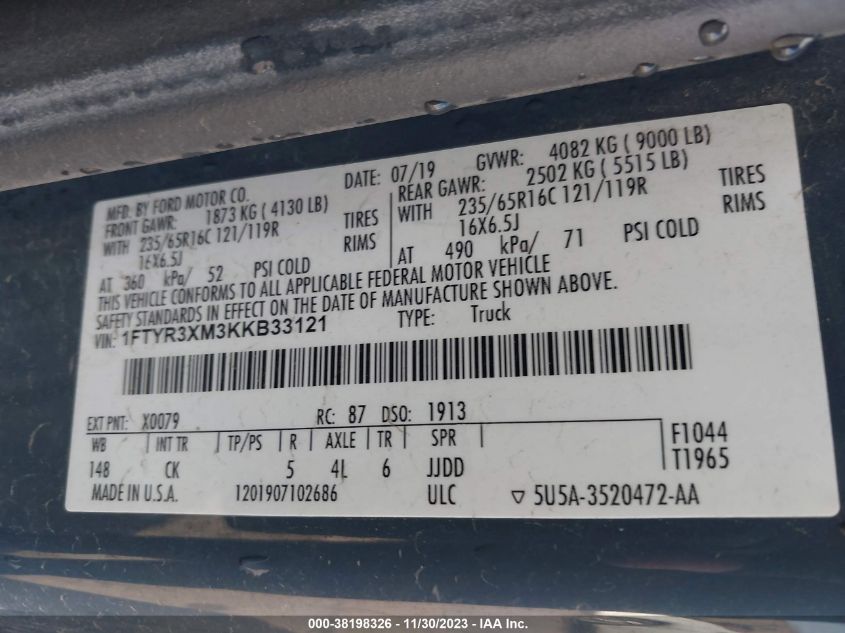 MFD. BY FORD MOTOR CO. DATE: 07/19 GVWR: 4082 KG ( 9000 LB)
FRONT GAWR: 1873 KG ( 4130 LB) REAR GAWR: 2502 KG ( 5515 LB)
WITH 235/65R16C 121/119R TIRES WITH 235/65R16C 121/119R TIRES
16X6.5J RIMS 16X6.5J RIMS
AT 360 kPa/ 52 PSI COLD AT 490 kPa/ 71 PSI COLD
THIS VEHICLE CONFORMS TO ALL APPLICABLE FEDERAL MOTOR VEHICLE
SAFETY STANDARDS IN EFFECT ON THE DATE OF MANUFACTURE SHOWN ABOVE.
VIN: 1FTYR3XM3KKB33121 TYPE: Truck
EXT PNT: X0079 RC: 87 DSO: 1913
WB INT TR TP/PS R AXLE TR SPR F1044
148 CK 5 4L 6 JJDD T1965
MADE IN U.S.A. 1201907102686 ULC ▽ 5U5A-3520472-AA
000-38198326 - 11/30/2023 - IAA Inc.